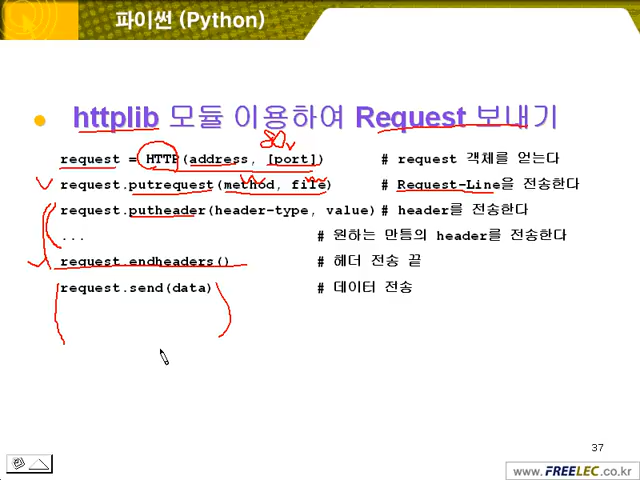 파이썬 (Python)
httplib 모듈 이용하여 Request 보내기
80
request = HTTP(address, [port]) # request 객체를 얻는다
request.putrequest(method, file) # Request-Line을 전송한다
request.putheader(header-type, value) # header를 전송한다
... # 원하는 만틈의 header를 전송한다
request.endheaders() # 헤더 전송 끝
request.send(data) # 데이터 전송
37
www.FREELEC.co.kr